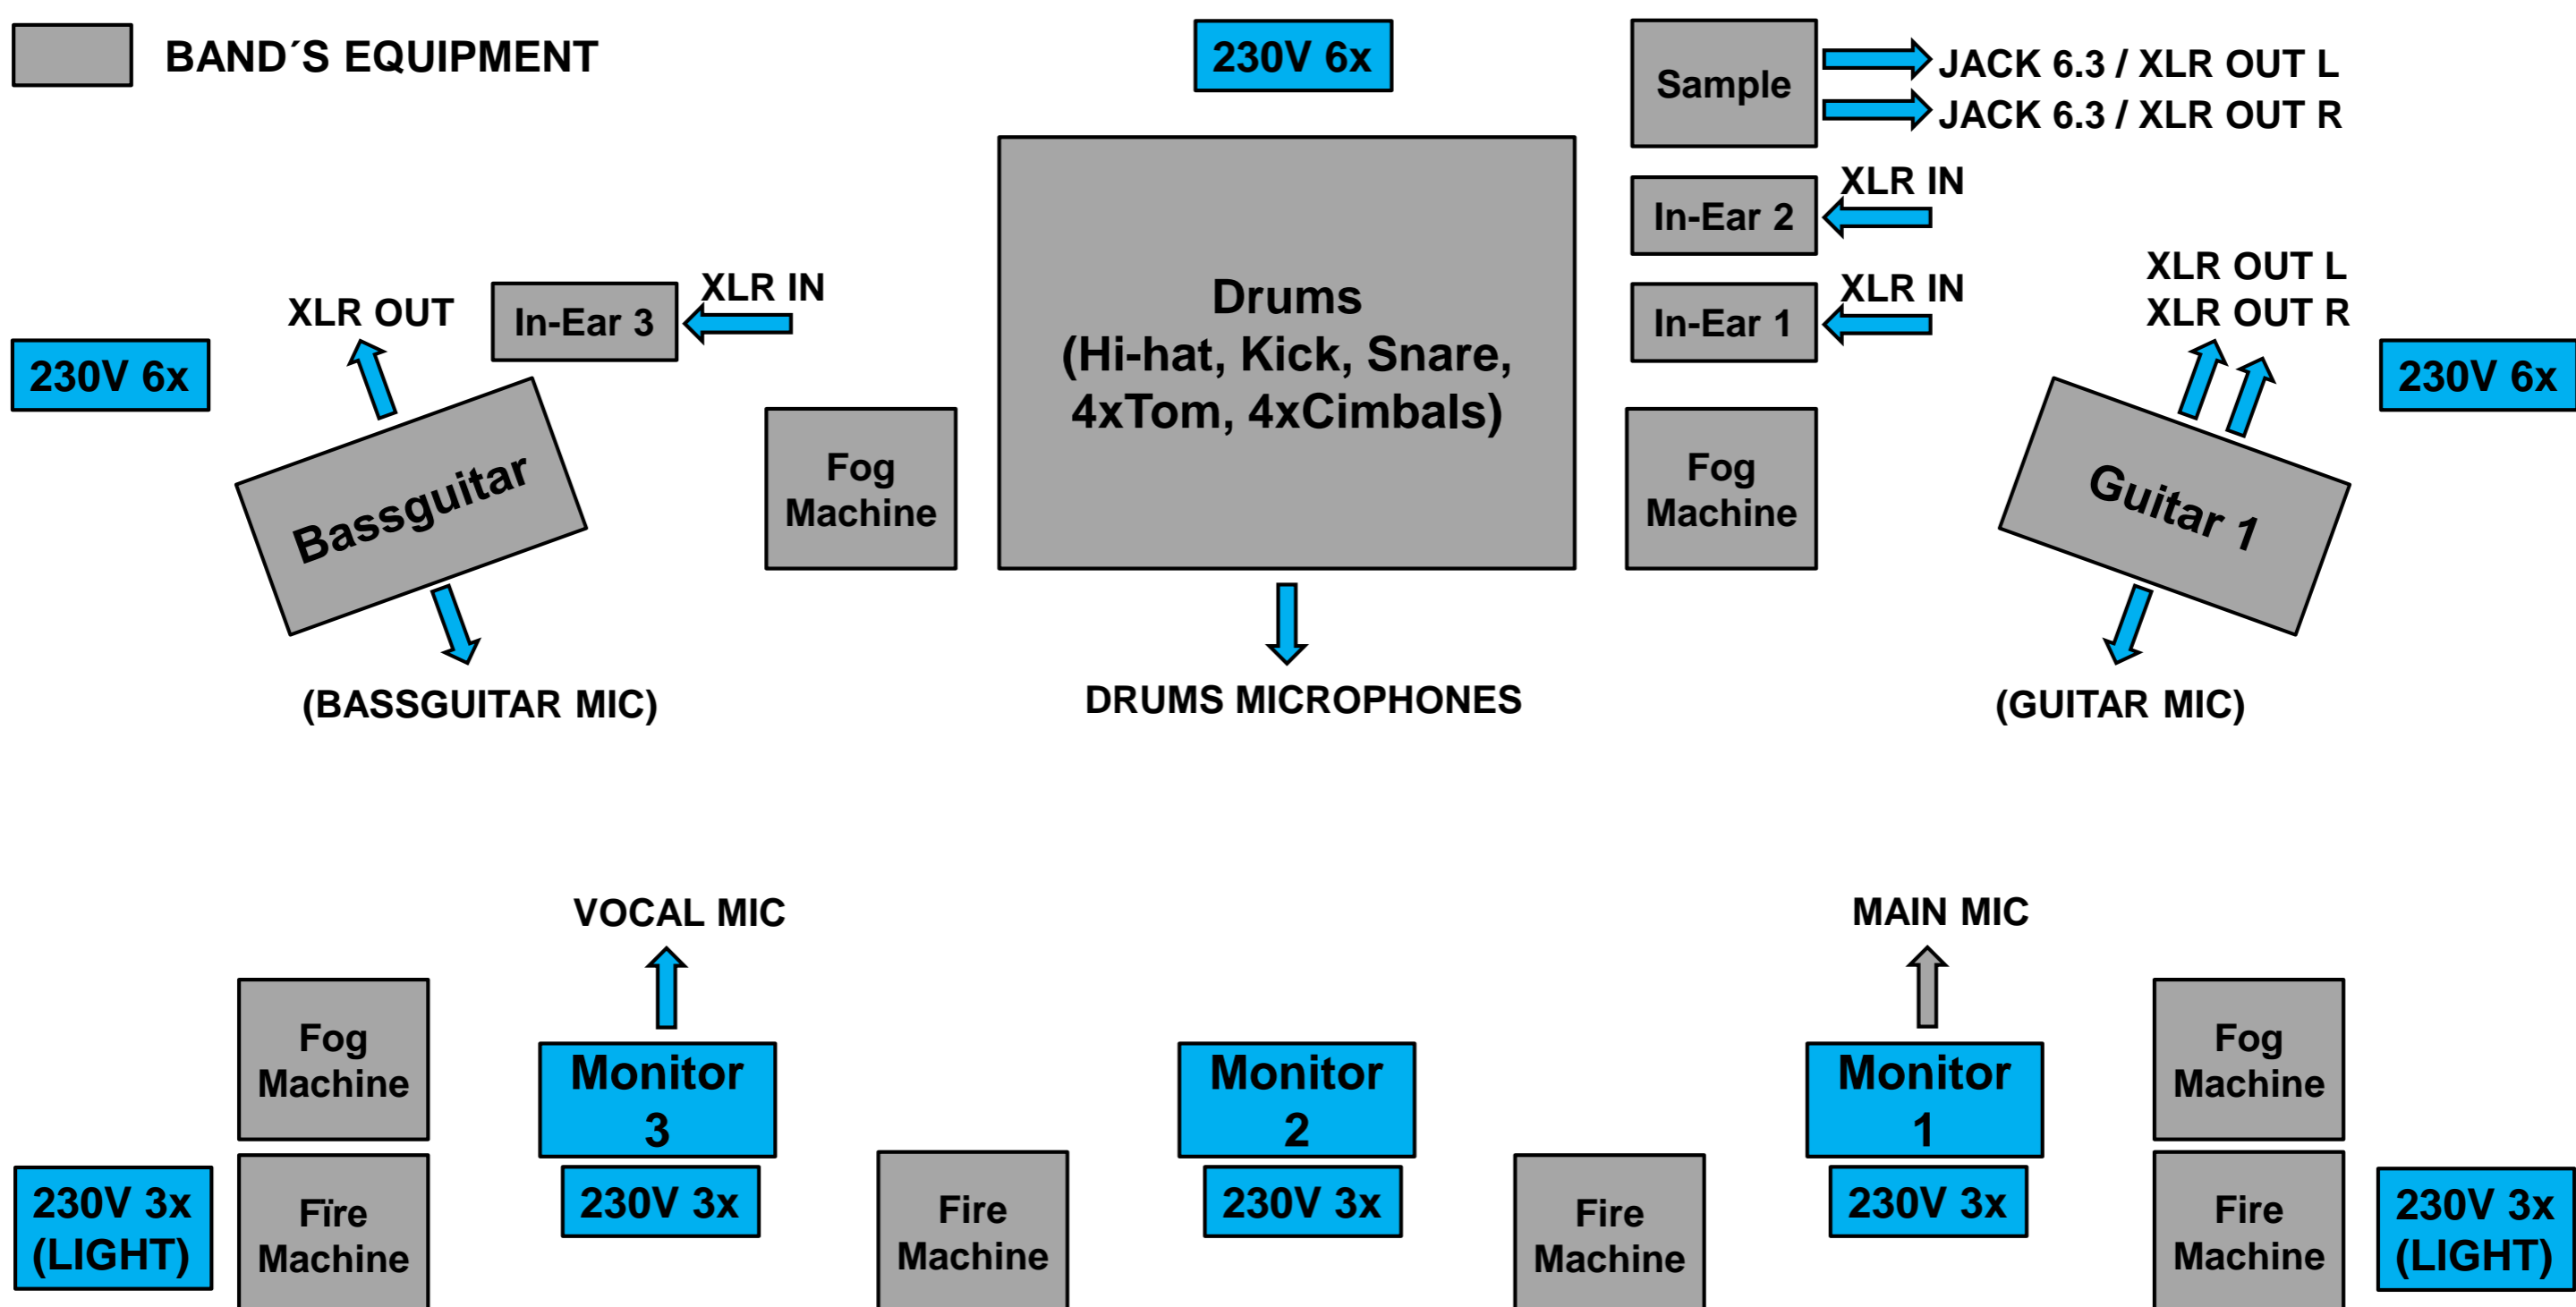 BAND´S EQUIPMENT
230V 6x
Sample
JACK 6.3 / XLR OUT L
JACK 6.3 / XLR OUT R
In-Ear 2
XLR IN
In-Ear 1
XLR IN
XLR OUT L
XLR OUT R
XLR OUT
In-Ear 3
XLR IN
230V 6x
Drums
(Hi-hat, Kick, Snare,
4xTom, 4xCimbals)
230V 6x
Bassguitar
Fog
Machine
Fog
Machine
Guitar 1
(BASSGUITAR MIC)
DRUMS MICROPHONES
(GUITAR MIC)
VOCAL MIC
MAIN MIC
Fog
Machine
Monitor
3
Monitor
2
Monitor
1
Fog
Machine
230V 3x
(LIGHT)
Fïre
Machine
230V 3x
Fire
Machine
230V 3x
Fire
Machine
230V 3x
Fire
Machine
230V 3x
(LIGHT)